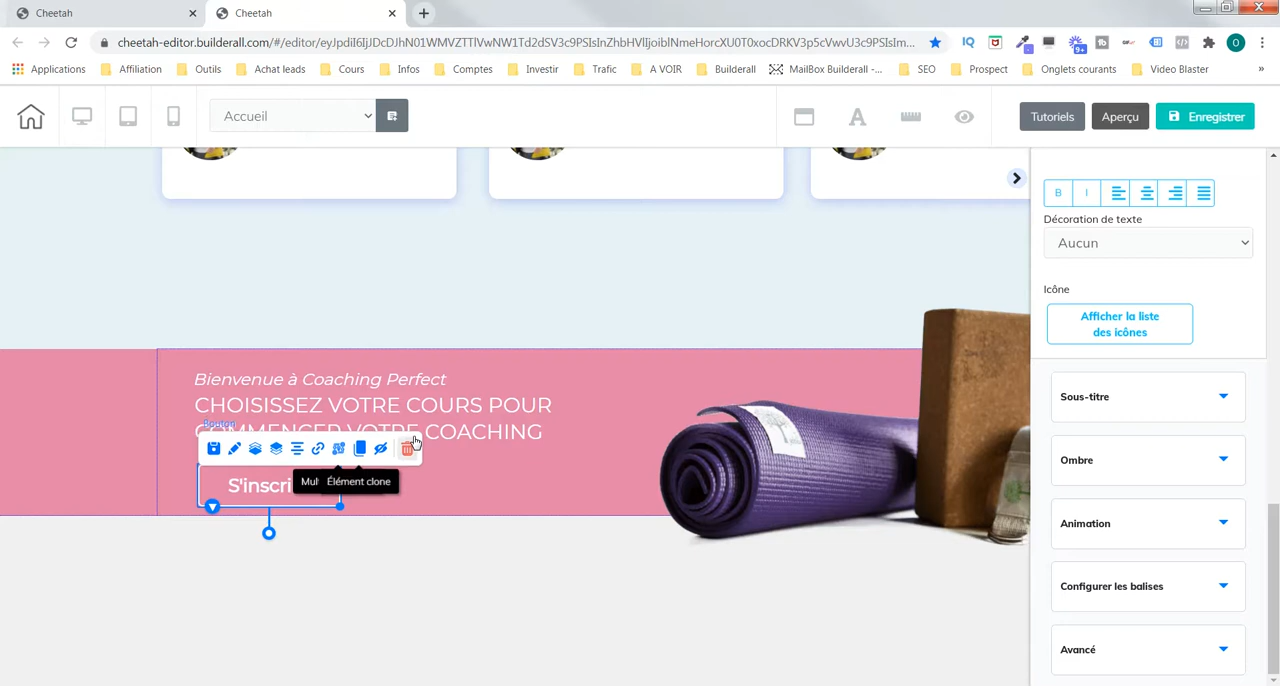 Cheetah
Cheetah
cheetah-editor.builderall.com/#/editor/eyJpdiI6IjJDcDJhN01WMVZTTlVwNW1Td2dSV3c9PSIsInZhbHVlIjoiblNmeHorcXU0T0xocDRKV3p5cVwvU3c9PSIsIm...
Applications
Affiliation
Outils
Achat leads
Cours
Infos
Comptes
Investir
Trafic
A VOIR
Builderall
MailBox Builderall -...
SEO
Prospect
Onglets courants
Video Blaster
»
Accueil
Tutoriels
Aperçu
Enregistrer
B
I
Décoration de texte
Aucun
Icône
Afficher la liste
des icônes
Sous-titre
Ombre
Animation
Configurer les balises
Avancé
Bienvenue à Coaching Perfect
CHOISISSEZ VOTRE COURS POUR
COMMENCER VOTRE COACHING
Bouton
S'inscri
Mul
Élément clone